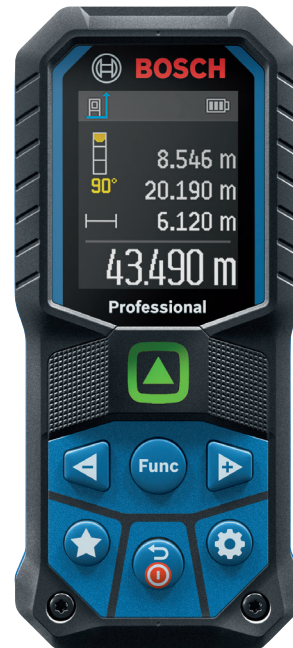 BOSCH
8.546 m
90° 20.190 m
6.120 m
43.490 m
Professional
- Func +